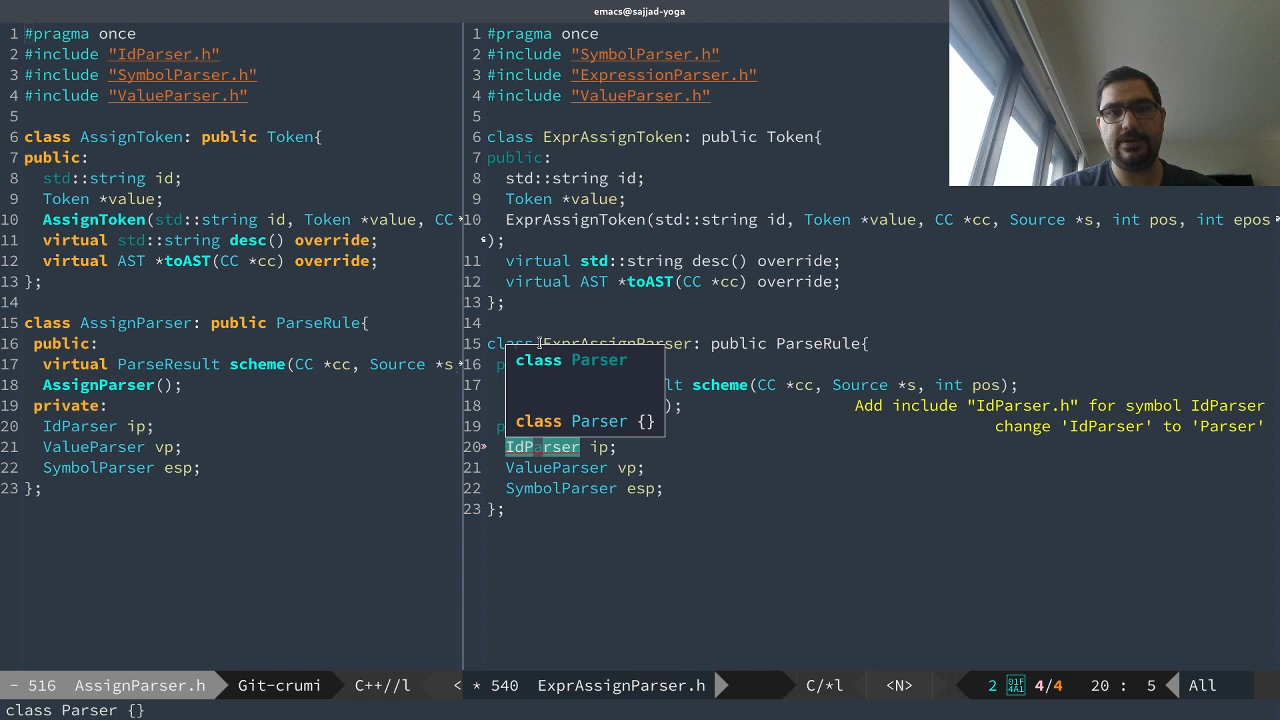 emacs@sajjad-yoga
1 #pragma once
2 #include "IdParser.h"
3 #include "SymbolParser.h"
4 #include "ValueParser.h"
5
6 class AssignToken: public Token{
7 public:
8 std::string id;
9 Token *value;
10 AssignToken(std::string id, Token *value, CC
11 virtual std::string desc() override;
12 virtual AST *toAST(CC *cc) override;
13 };
14
15 class AssignParser: public ParseRule{
16 public:
17 virtual ParseResult scheme(CC *cc, Source *s
18 AssignParser();
19 private:
20 IdParser ip;
21 ValueParser vp;
22 SymbolParser esp;
23 };
1 #pragma once
2 #include "SymbolParser.h"
3 #include "ExpressionParser.h"
4 #include "ValueParser.h"
5
6 class ExprAssignToken: public Token{
7 public:
8 std::string id;
9 Token *value;
10 ExprAssignToken(std::string id, Token *value, CC *cc, Source *s, int pos, int epos
);
11 virtual std::string desc() override;
12 virtual AST *toAST(CC *cc) override;
13 };
14
15 class ExprAssignParser: public ParseRule{
16 p
17 lt scheme(CC *cc, Source *s, int pos);
18 );
19 p
20 IdParser ip;
21 ValueParser vp;
22 SymbolParser esp;
23 };
class Parser
class Parser {}
Add include "IdParser.h" for symbol IdParser
change 'IdParser' to 'Parser'
- 516 AssignParser.h Git-crumi C++//l <
* 540 ExprAssignParser.h C/*l <N> 2 4/4 20 : 5 All
class Parser {}